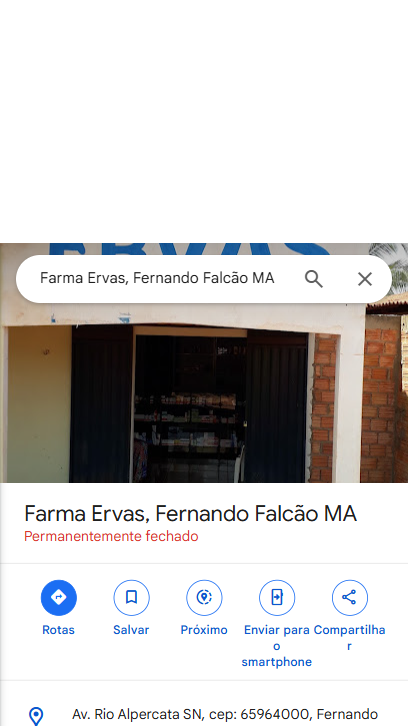 ERVAS
Farma Ervas, Fernando Falcão MA
Farma Ervas, Fernando Falcão MA
Permanentemente fechado
Rotas
Salvar
Próximo
Enviar para o smartphone
Compartilhar
Av. Rio Alpercata SN, cep: 65964000, Fernando